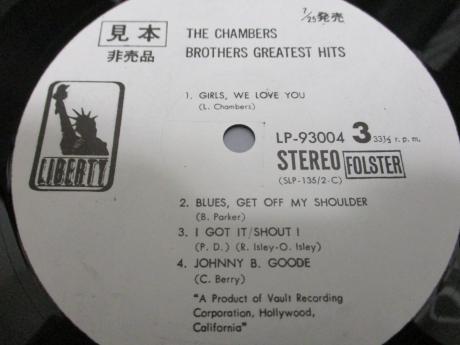 7/25発売
見本
非売品
THE CHAMBERS
BROTHERS GREATEST HITS
1. GIRLS, WE LOVE YOU
(L. Chambers)
LIBERTY
LP-93004 3 33⅓ r. p. m.
STEREO FOLSTER
(SLP-135/2-C)
2. BLUES, GET OFF MY SHOULDER
(B. Parker)
3. I GOT IT/SHOUT !
(P. D.) (R. Isley-O. Isley)
4. JOHNNY B. GOODE
(C. Berry)
"A Product of Vault Recording
Corporation, Hollywood,
California"